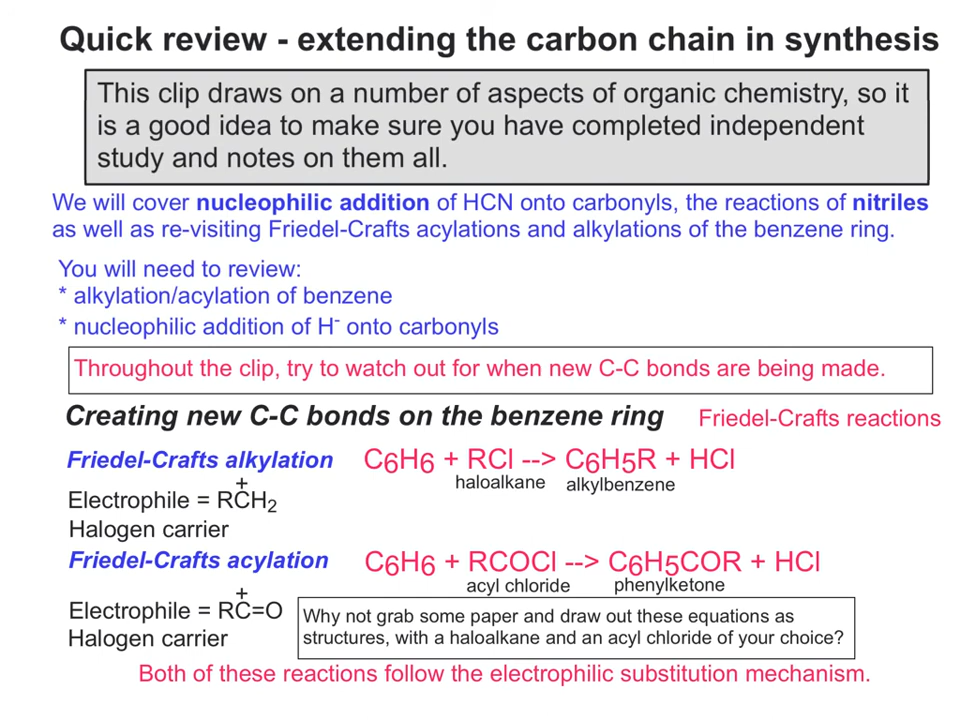 Quick review - extending the carbon chain in synthesis
This clip draws on a number of aspects of organic chemistry, so it
is a good idea to make sure you have completed independent
study and notes on them all.
We will cover nucleophilic addition of HCN onto carbonyls, the reactions of nitriles
as well as re-visiting Friedel-Crafts acylations and alkylations of the benzene ring.
You will need to review:
* alkylation/acylation of benzene
* nucleophilic addition of H⁻ onto carbonyls
Throughout the clip, try to watch out for when new C-C bonds are being made.
Creating new C-C bonds on the benzene ring Friedel-Crafts reactions
Friedel-Crafts alkylation C₆H₆ + RCl --> C₆H₅R + HCl
haloalkane alkylbenzene
+
Electrophile = RCH₂
Halogen carrier
Friedel-Crafts acylation C₆H₆ + RCOCl --> C₆H₅COR + HCl
acyl chloride phenylketone
+
Electrophile = RC=O
Halogen carrier
Why not grab some paper and draw out these equations as
structures, with a haloalkane and an acyl chloride of your choice?
Both of these reactions follow the electrophilic substitution mechanism.